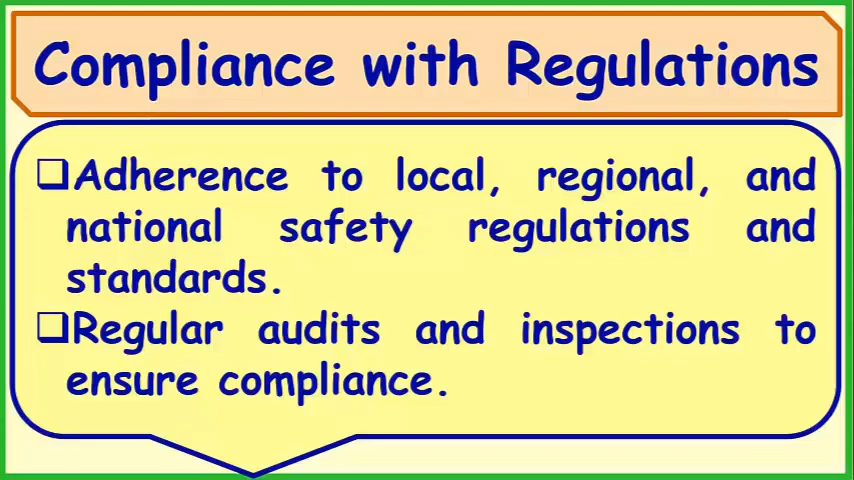 Compliance with Regulations
❑Adherence to local, regional, and
national safety regulations and
standards.
❑Regular audits and inspections to
ensure compliance.